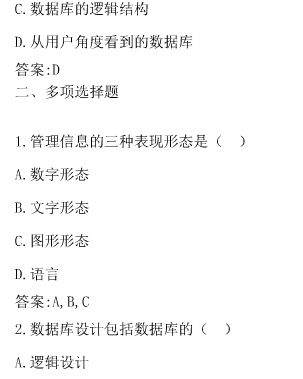 C.数据库的逻辑结构
D.从用户角度看到的数据库
答案:D
二、多项选择题
1.管理信息的三种表现形态是（ ）
A.数字形态
B.文字形态
C.图形形态
D.语言
答案:A,B,C
2.数据库设计包括数据库的（ ）
A.逻辑设计